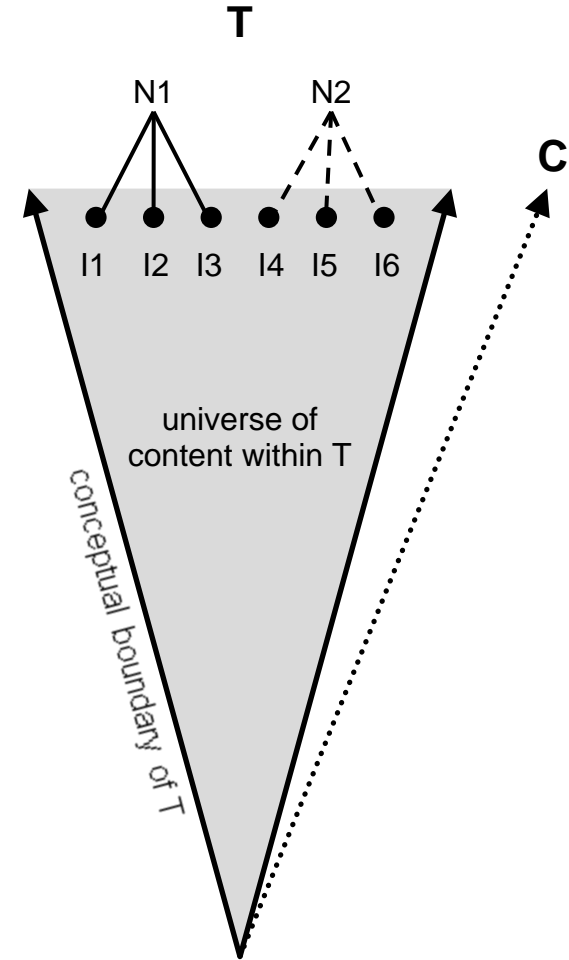 T
N1 N2
C
I1 I2 I3 I4 I5 I6
universe of
content within T
conceptual boundary of T